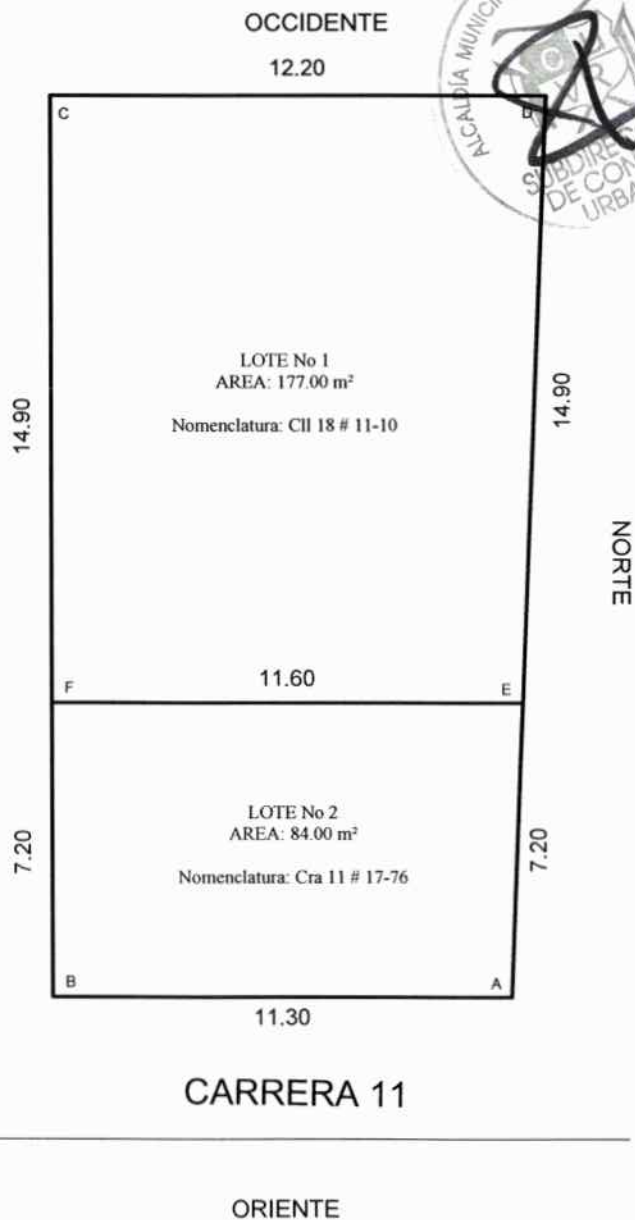 OCCIDENTE
12.20
ALCALDÍA
C
LOTE No 1
AREA: 177.00 m²
Nomenclatura: Cll 18 # 11-10
14.90
14.90
NORTE
F
11.60
E
LOTE No 2
AREA: 84.00 m²
Nomenclatura: Cra 11 # 17-76
7.20
7.20
B
A
11.30
CARRERA 11
ORIENTE